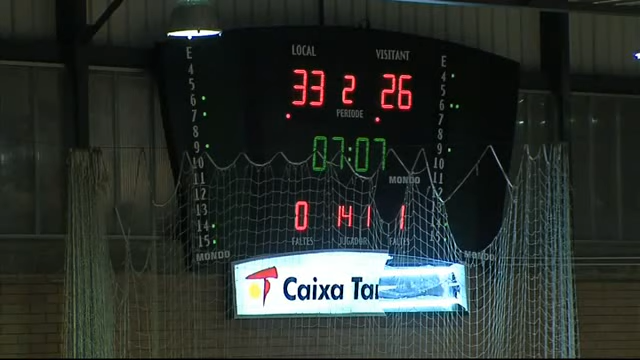 LOCAL VISITANT
E E
33 2 26
PERIODE
4 4
5 5
6 6
7 7
8 8
9 9
10 10
07:07
11 11
12 12
13 13
14 14
15
MONDO
0 141 1
FALTES JUGADOR FALTES
MONDO MONDO
Caixa Tar